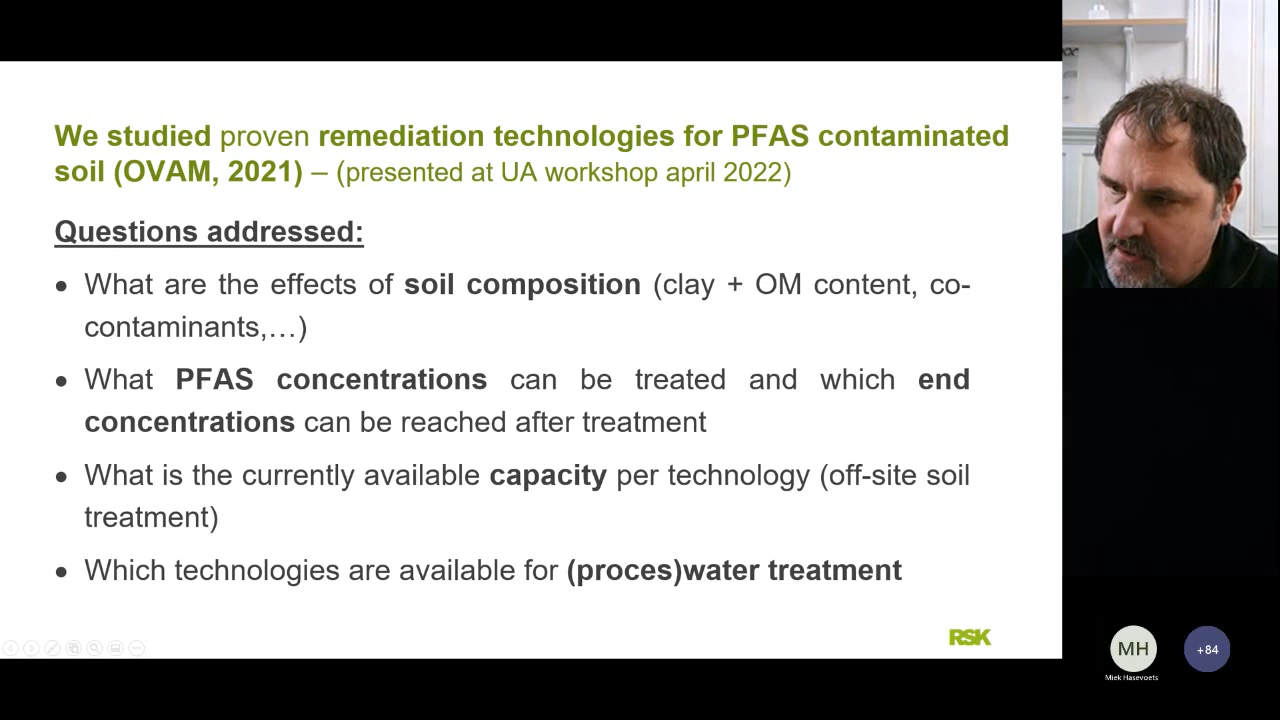 We studied proven remediation technologies for PFAS contaminated
soil (OVAM, 2021) – (presented at UA workshop april 2022)
Questions addressed:
• What are the effects of soil composition (clay + OM content, co-
contaminants,…)
• What PFAS concentrations can be treated and which end
concentrations can be reached after treatment
• What is the currently available capacity per technology (off-site soil
treatment)
• Which technologies are available for (proces)water treatment
RSK
MH
+84
Miek Hasevoets